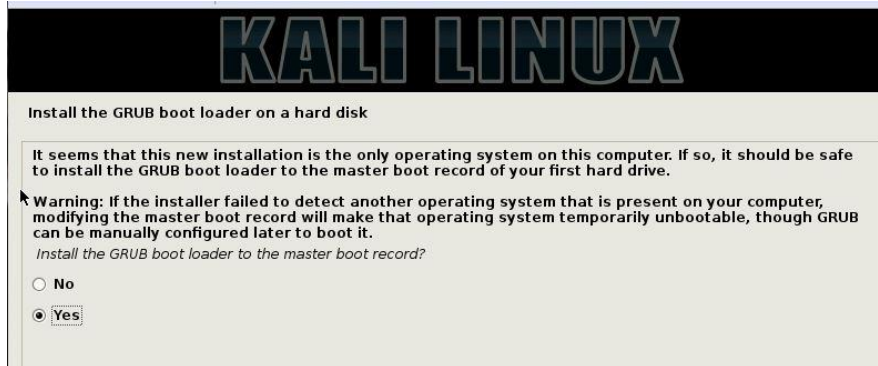 KALI LINUX
Install the GRUB boot loader on a hard disk
It seems that this new installation is the only operating system on this computer. If so, it should be safe
to install the GRUB boot loader to the master boot record of your first hard drive.
Warning: If the installer failed to detect another operating system that is present on your computer,
modifying the master boot record will make that operating system temporarily unbootable, though GRUB
can be manually configured later to boot it.
Install the GRUB boot loader to the master boot record?
No
Yes